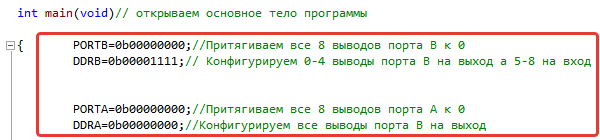 int main(void)// открываем основное тело программы
{ PORTB=0b00000000;//Притягиваем все 8 выводов порта В к 0
DDRB=0b00001111;// Конфигурируем 0-4 выводы порта В на выход а 5-8 на вход
PORTA=0b00000000;//Притягиваем все 8 выводов порта А к 0
DDRA=0b00000000;//Конфигурируем все выводы порта В на выход